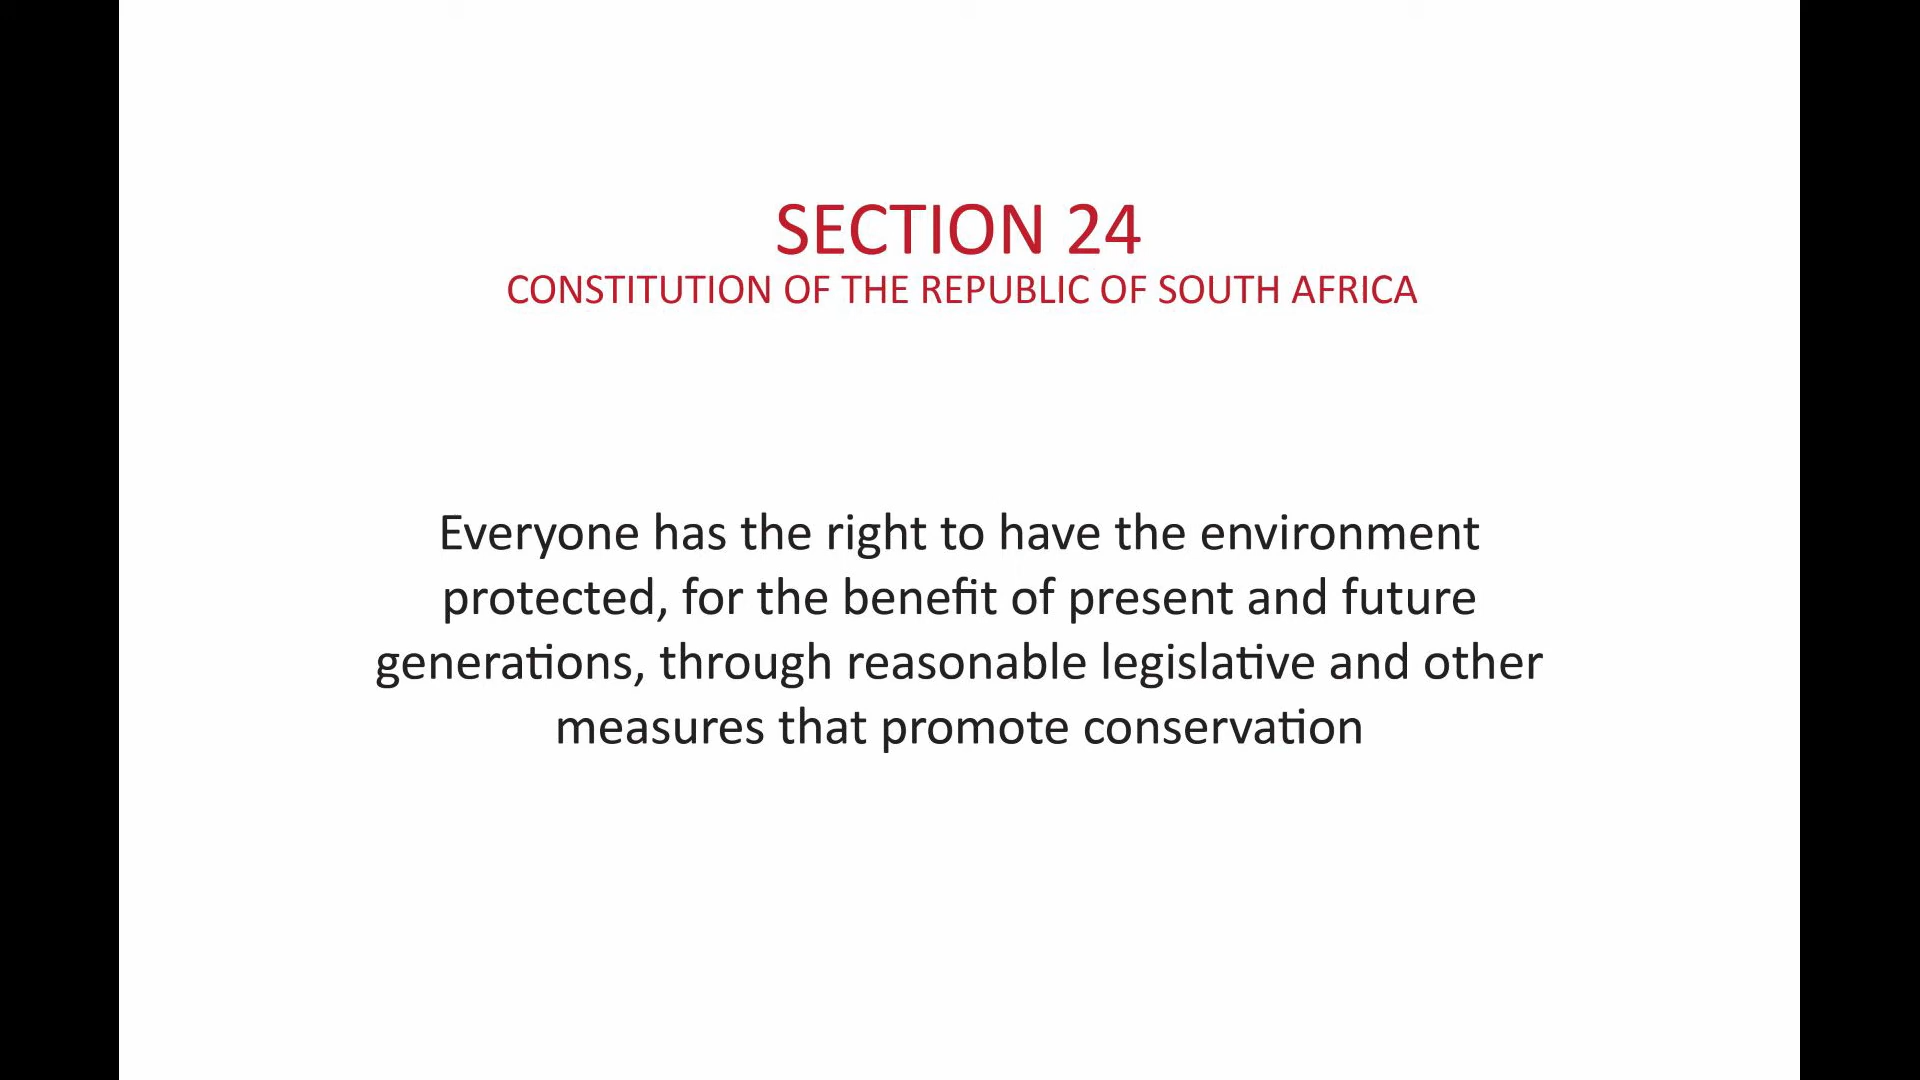 SECTION 24
CONSTITUTION OF THE REPUBLIC OF SOUTH AFRICA
Everyone has the right to have the environment
protected, for the benefit of present and future
generations, through reasonable legislative and other
measures that promote conservation